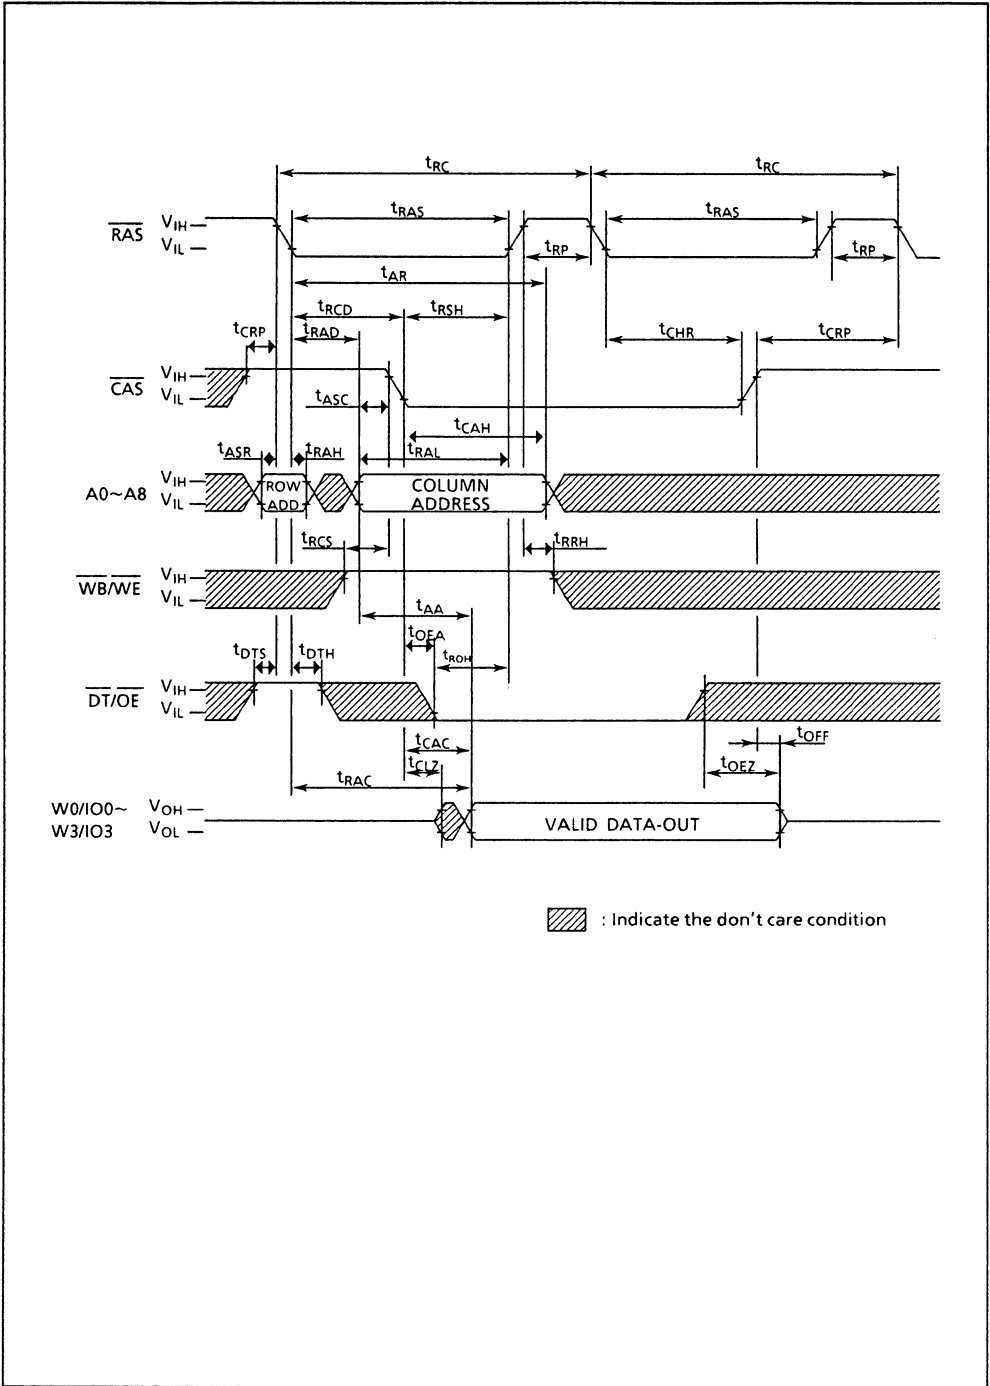 tRC tRC
tRAS tRAS
RAS VIH
VIL
tRP tRP
tAR
tRCD tRSH
tCRP tRAD tCHR tCRP
CAS VIH
VIL
tASC
tCAH
tASR tRAH tRAL
A0~A8 VIH
VIL
ROW
ADD
COLUMN
ADDRESS
tRCS tRRH
WB/WE VIH
VIL
tAA
tOEA
tDTS tDTH tROH
DT/OE VIH
VIL
tOFF
tCAC
tCLZ tOEZ
tRAC
W0/IO0~ VOH
W3/IO3 VOL
VALID DATA-OUT
: Indicate the don't care condition